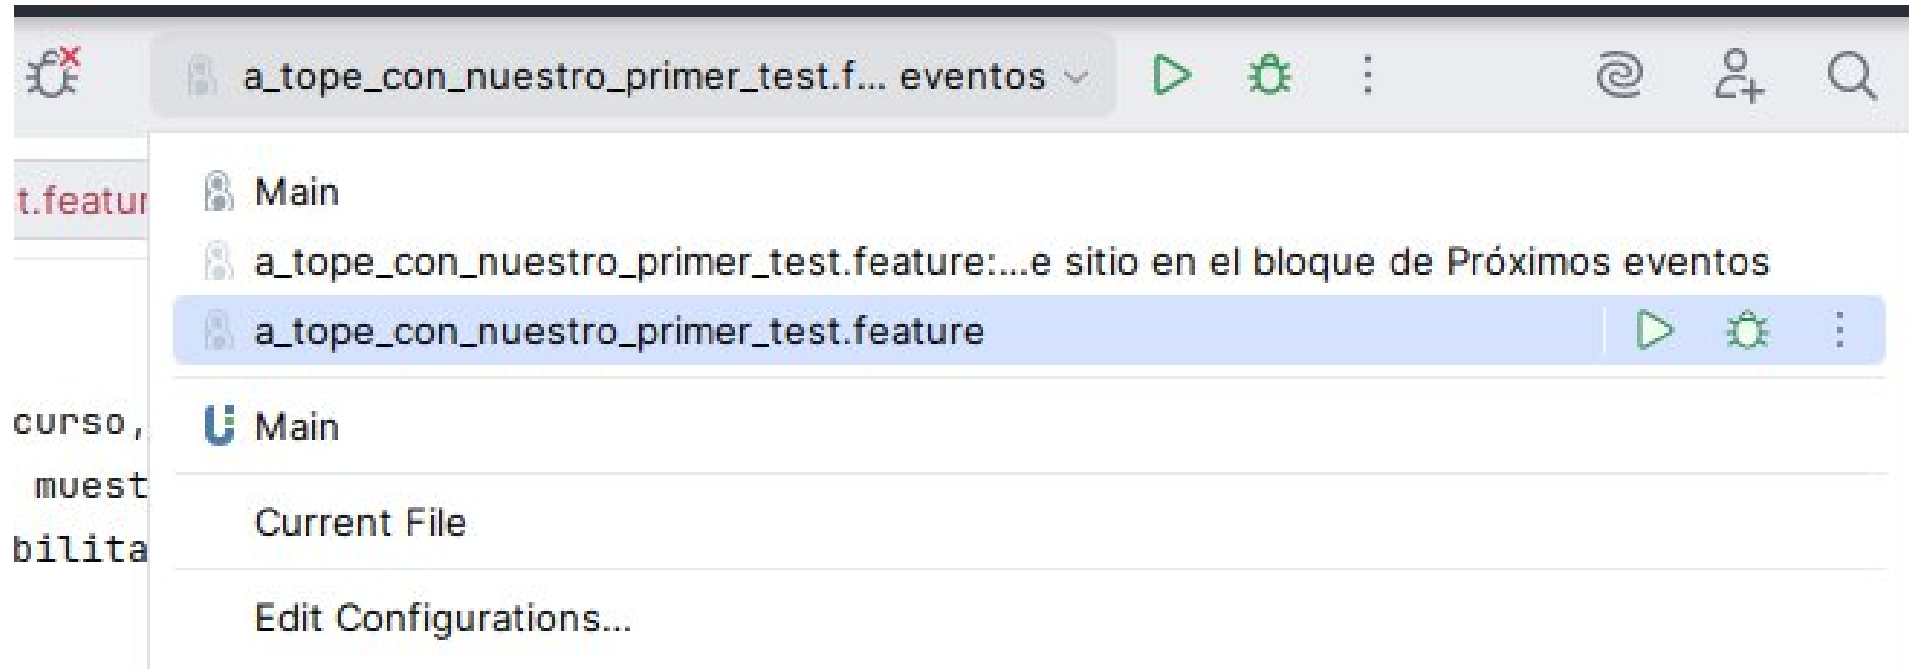 a_tope_con_nuestro_primer_test.f... eventos
t.featur
Main
a_tope_con_nuestro_primer_test.feature:...e sitio en el bloque de Próximos eventos
a_tope_con_nuestro_primer_test.feature
curso,
Main
muest
Current File
bilita
Edit Configurations...